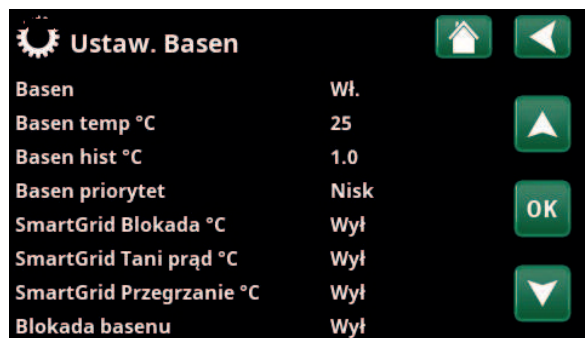 Ustaw. Basen
Basen Wł.
Basen temp °C 25
Basen hist °C 1.0
Basen priorytet Nisk
SmartGrid Blokada °C Wył
SmartGrid Tani prąd °C Wył
SmartGrid Przegrzanie °C Wył
Blokada basenu Wył
OK